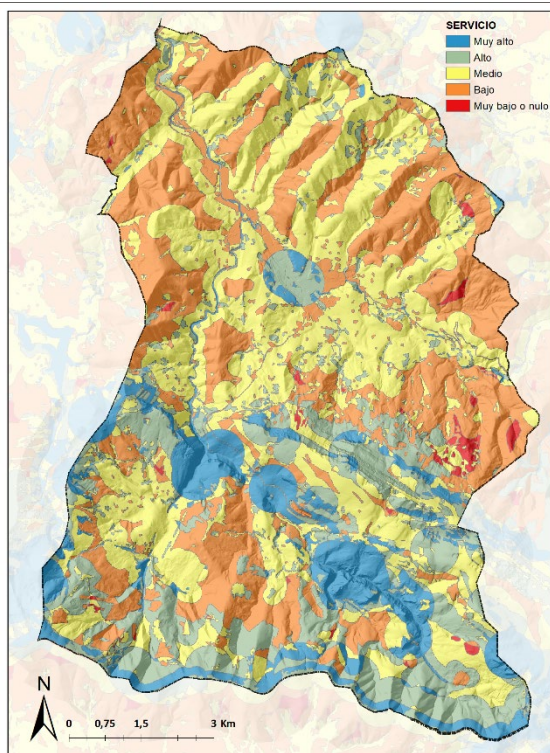 SERVICIO
Muy alto
Alto
Medio
Bajo
Muy bajo o nulo
N
0 0,75 1,5 3 Km